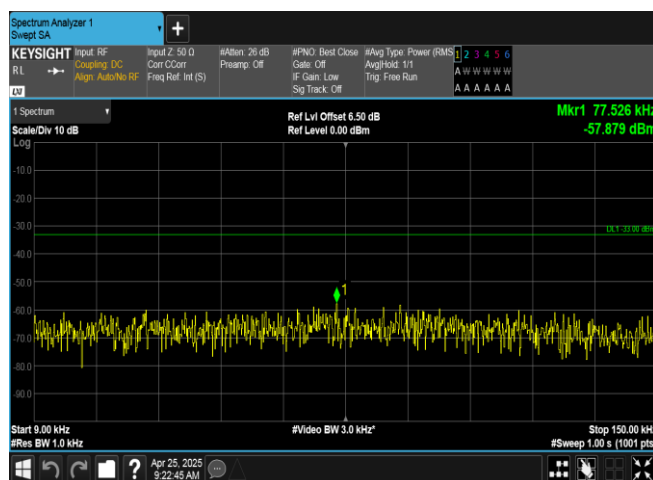 Spectrum Analyzer 1
Swept SA
+
KEYSIGHT
RL
LXI
Input: RF
Coupling: DC
Align: Auto/No RF
Input Z: 50 Ω
Corr CCorr
Freq Ref: Int (S)
#Atten: 26 dB
Preamp: Off
#PNO: Best Close
Gate: Off
IF Gain: Low
Sig Track: Off
#Avg Type: Power (RMS
Avg|Hold: 1/1
Trig: Free Run
1 2 3 4 5 6
A W W W W W
A A A A A A
1 Spectrum
Scale/Div 10 dB
Log
Ref Lvl Offset 6.50 dB
Ref Level 0.00 dBm
Mkr1 77.526 kHz
-57.879 dBm
-10.0
-20.0
-30.0
DL1 -33.00 dBm
-40.0
-50.0
1
-60.0
-70.0
-80.0
-90.0
Start 9.00 kHz
#Res BW 1.0 kHz
#Video BW 3.0 kHz*
Stop 150.00 kHz
#Sweep 1.00 s (1001 pts
?
Apr 25, 2025
9:22:45 AM